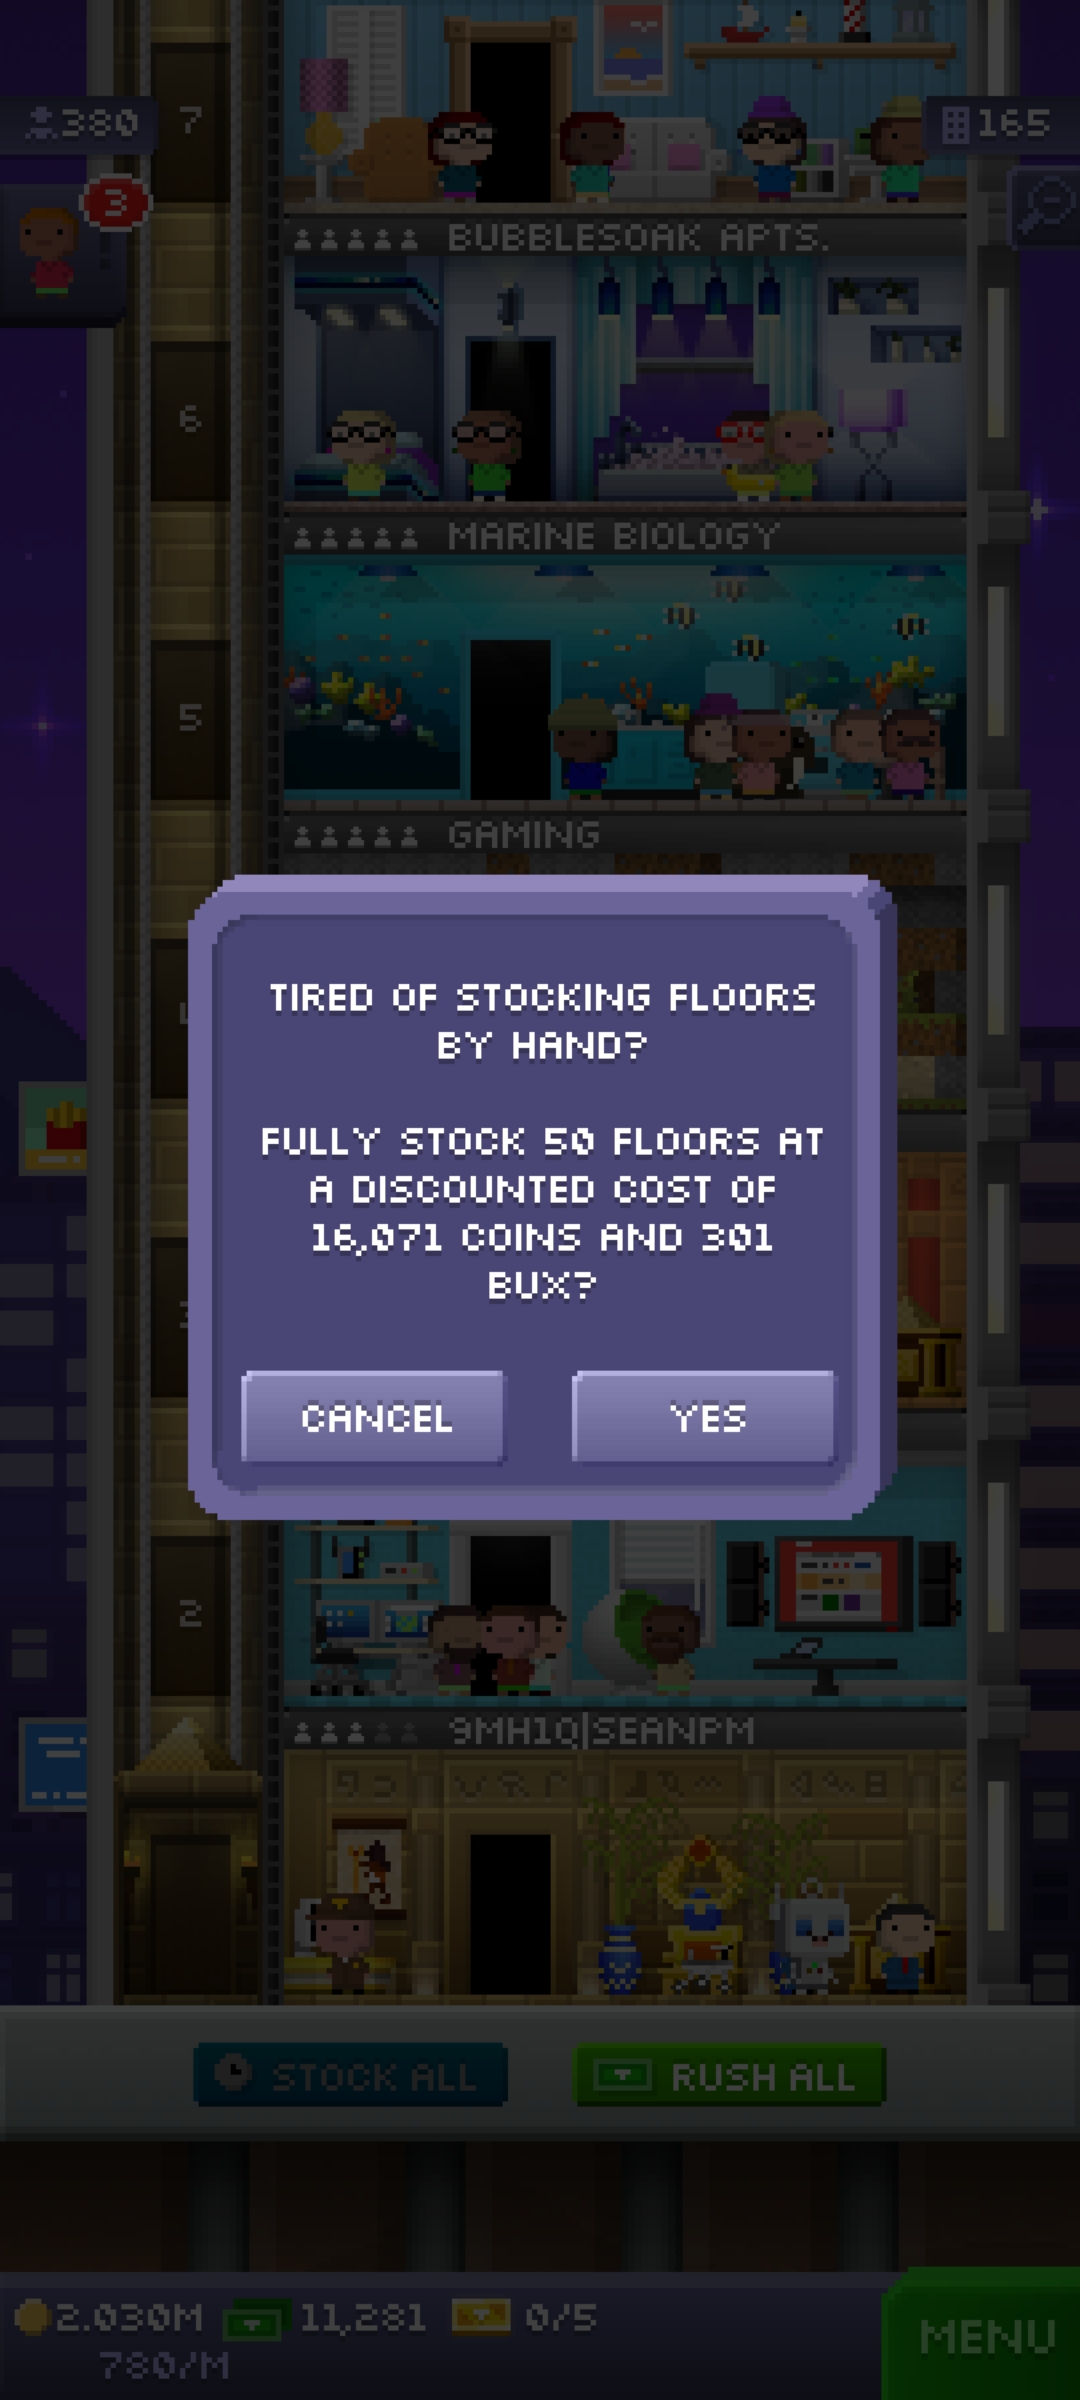 380
7
165
3
BUBBLESOAK APTS.
6
MARINE BIOLOGY
5
GAMING
TIRED OF STOCKING FLOORS
BY HAND?
FULLY STOCK 50 FLOORS AT
A DISCOUNTED COST OF
16,071 COINS AND 301
BUX?
CANCEL
YES
2
9MH1Q|SEANPM
STOCK ALL
RUSH ALL
2.030M
11,281
0/5
780/M
MENU